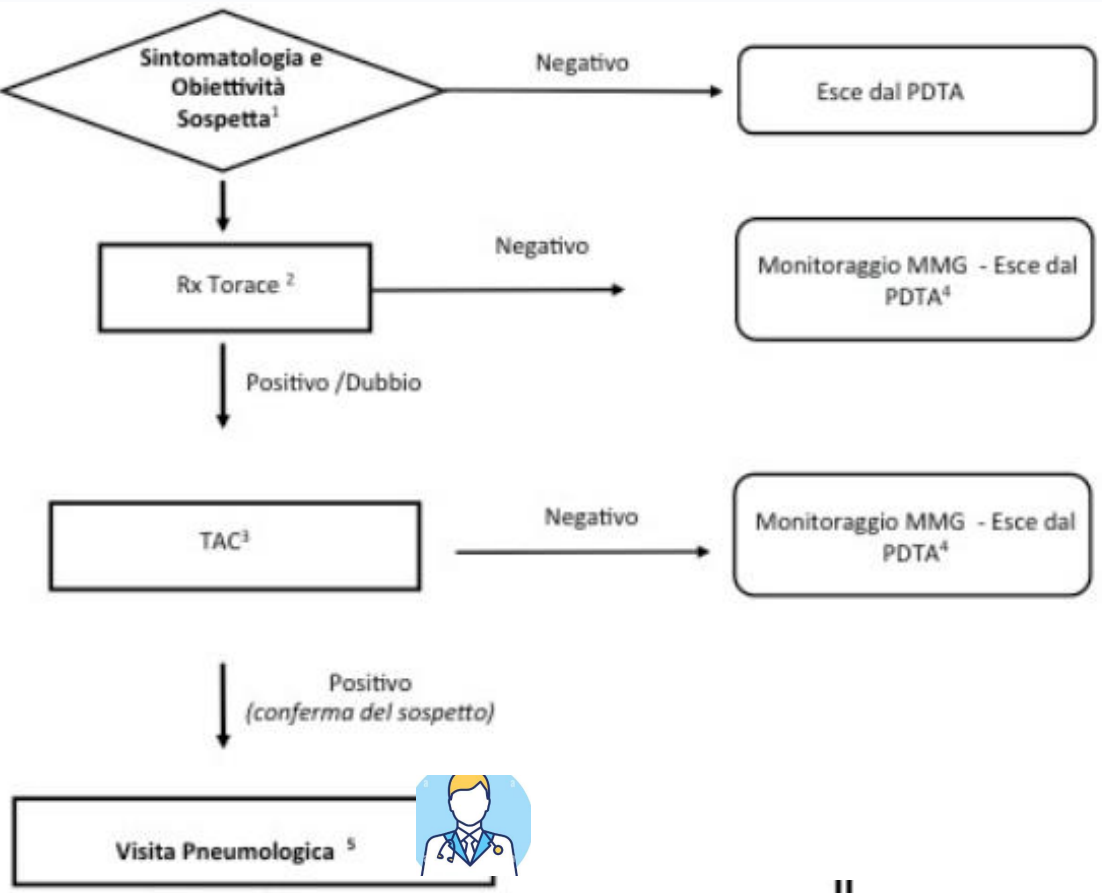 Sintomatologia e
Obiettività
Sospetta¹
Negativo
Esce dal PDTA
Rx Torace ²
Negativo
Monitoraggio MMG - Esce dal
PDTA⁴
Positivo /Dubbio
TAC³
Negativo
Monitoraggio MMG - Esce dal
PDTA⁴
Positivo
(conferma del sospetto)
Visita Pneumologica ⁵